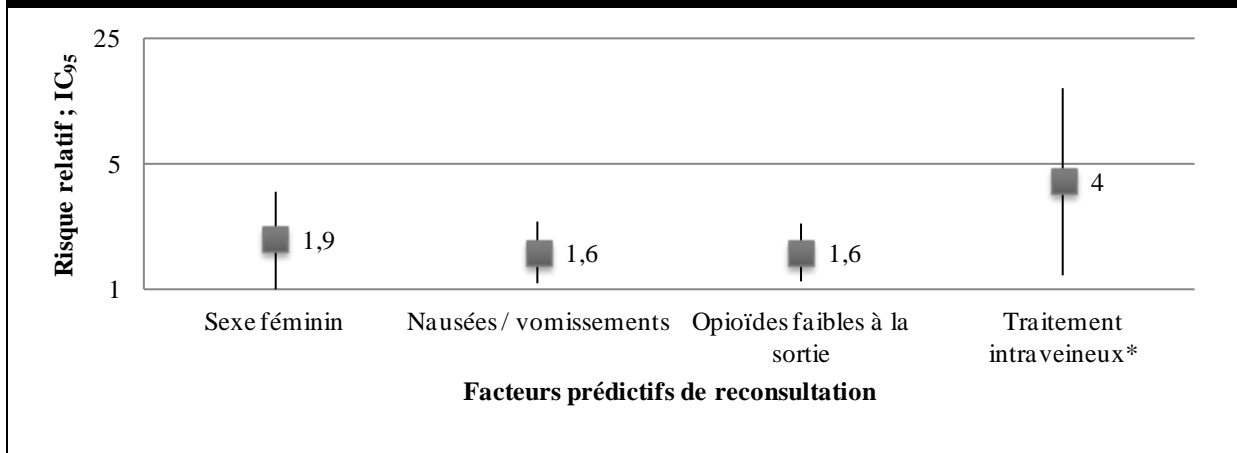 25
5
1
Risque relatif ; IC95
1,9
1,6
1,6
4
Sexe féminin
Nausées / vomissements
Opioïdes faibles à la
sortie
Traitement
intraveineux*
Facteurs prédictifs de reconsultation